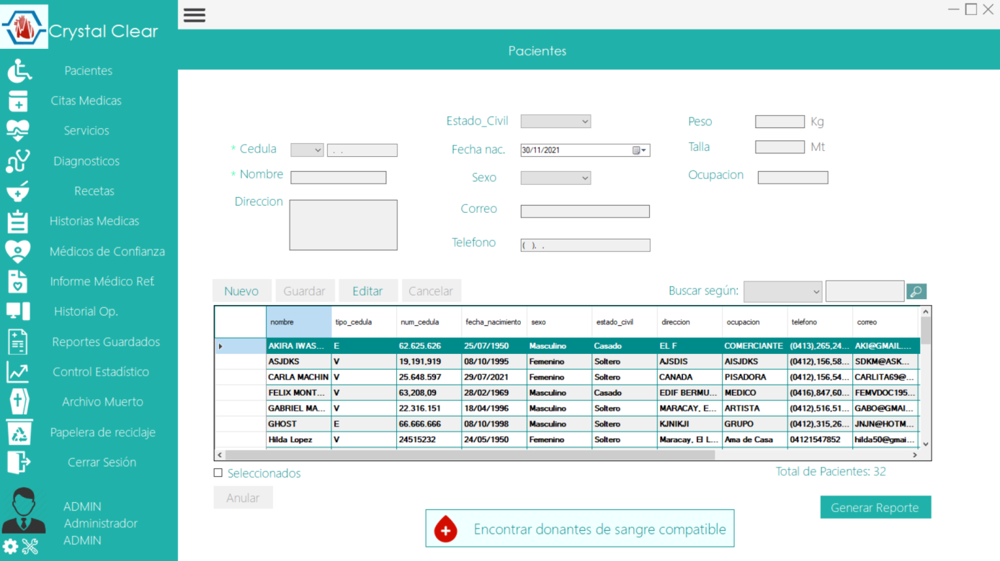 Crystal Clear
Pacientes
Citas Medicas
Servicios
Diagnosticos
Recetas
Historias Medicas
Médicos de Confianza
Informe Médico Ref.
Historial Op.
Reportes Guardados
Control Estadístico
Archivo Muerto
Papelera de reciclaje
Cerrar Sesión
ADMIN
Administrador
ADMIN
Pacientes
* Cedula . .
* Nombre
Direccion
Estado_Civil
Fecha nac. 30/11/2021
Sexo
Correo
Telefono ( ), .
Peso Kg
Talla Mt
Ocupacion
Nuevo Guardar Editar Cancelar Buscar según:
nombre tipo_cedula num_cedula fecha_nacimiento sexo estado_civil direccion ocupacion telefono correo
AKIRA IWAS... E 62.625.626 25/07/1950 Masculino Casado EL F COMERCIANTE (0413),265,24... AKI@GMAIL....
ASJDKS V 19,191,919 08/10/1995 Femenino Soltero AJSDIS AISJDKS (0412),156,58... SDKM@ASK...
CARLA MACHIN V 25.648.597 29/07/2021 Femenino Soltero CANADA PISADORA (0412),156,54... CARLITA69@...
FELIX MONT... V 63,208,09 28/02/1969 Masculino Casado EDIF BERMU... MEDICO (0416),847,60... FEMVDOC195...
GABRIEL MA... V 22.316.151 18/04/1996 Masculino Soltero MARACAY, E... ARTISTA (0412),516,51... GABO@GMAI...
GHOST E 66.666.666 08/10/1998 Masculino Soltero KJNIKJI GRUPO (0412),315,26... JNJN@HOTM...
Hilda Lopez V 24515232 24/05/1950 Femenino Soltero Maracay, El L... Ama de Casa 04121547852 hilda50@gmai...
Seleccionados
Total de Pacientes: 32
Anular
Generar Reporte
Encontrar donantes de sangre compatible